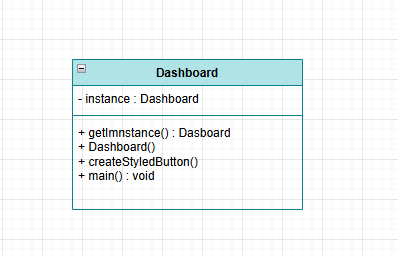 Dashboard
- instance : Dashboard
+ getImnstance() : Dasboard
+ Dashboard()
+ createStyledButton()
+ main() : void